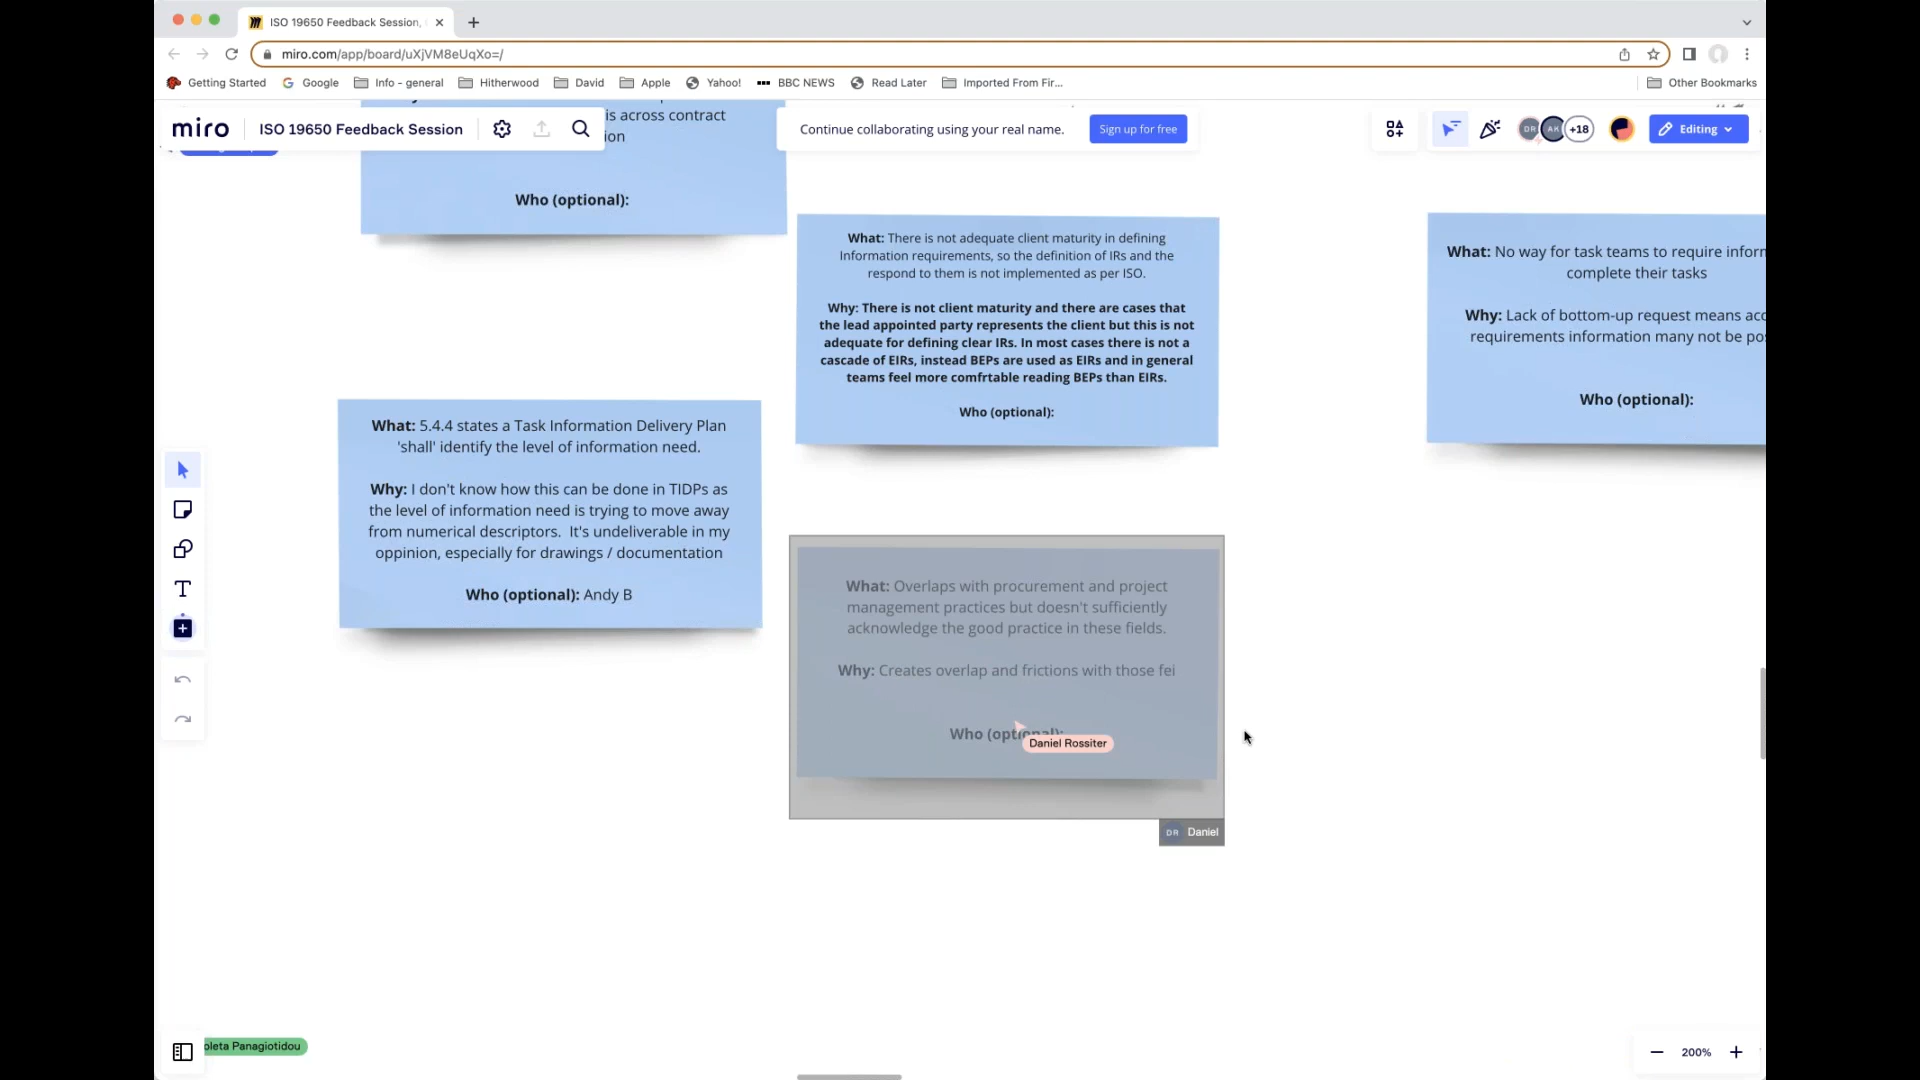 ISO 19650 Feedback Session,
miro.com/app/board/uXjVM8eUqXo=/
Getting Started
Google
Info - general
Hitherwood
David
Apple
Yahoo!
BBC NEWS
Read Later
Imported From Fir...
Other Bookmarks
miro
ISO 19650 Feedback Session
Continue collaborating using your real name.
Sign up for free
DR
AK
+18
Editing
is across contract
ion
Who (optional):
What: There is not adequate client maturity in defining
Information requirements, so the definition of IRs and the
respond to them is not implemented as per ISO.
Why: There is not client maturity and there are cases that
the lead appointed party represents the client but this is not
adequate for defining clear IRs. In most cases there is not a
cascade of EIRs, instead BEPs are used as EIRs and in general
teams feel more comfrtable reading BEPs than EIRs.
Who (optional):
What: No way for task teams to require inform
complete their tasks
Why: Lack of bottom-up request means acc
requirements information many not be pos
Who (optional):
What: 5.4.4 states a Task Information Delivery Plan
'shall' identify the level of information need.
Why: I don't know how this can be done in TIDPs as
the level of information need is trying to move away
from numerical descriptors. It's undeliverable in my
oppinion, especially for drawings / documentation
Who (optional): Andy B
What: Overlaps with procurement and project
management practices but doesn't sufficiently
acknowledge the good practice in these fields.
Why: Creates overlap and frictions with those fei
Who (optional):
Daniel Rossiter
DR Daniel
oleta Panagiotidou
200%